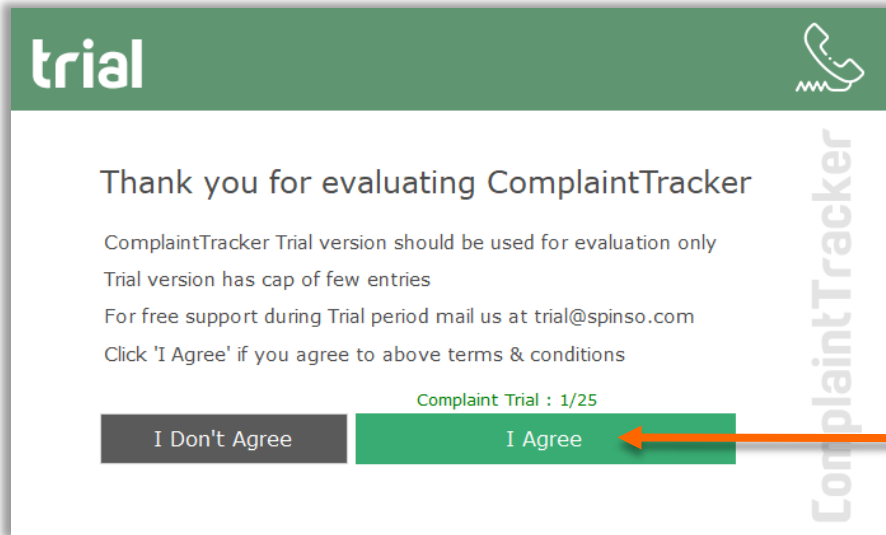 trial
Thank you for evaluating ComplaintTracker
ComplaintTracker Trial version should be used for evaluation only
Trial version has cap of few entries
For free support during Trial period mail us at trial@spinso.com
Click 'I Agree' if you agree to above terms & conditions
Complaint Trial : 1/25
I Don't Agree
I Agree
ComplaintTracker